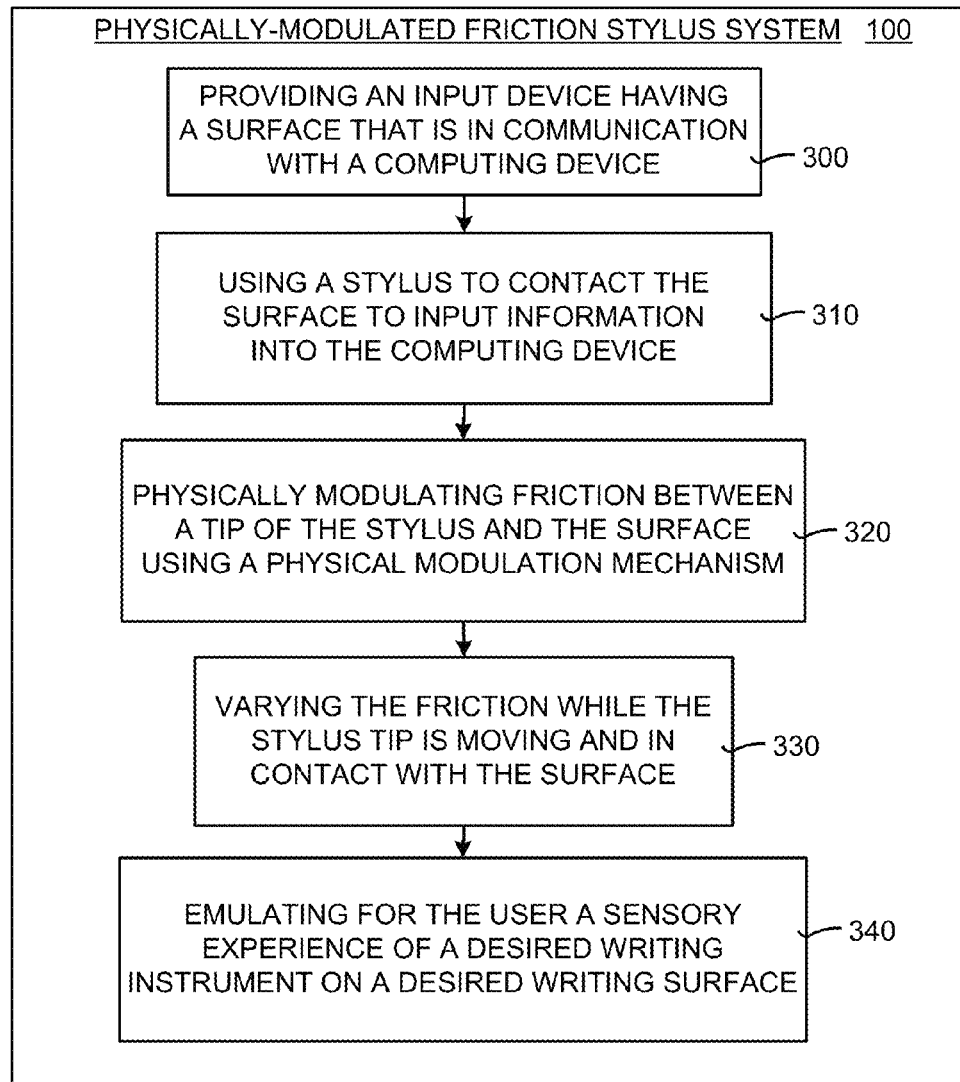 PHYSICALLY-MODULATED FRICTION STYLUS SYSTEM 100
PROVIDING AN INPUT DEVICE HAVING
A SURFACE THAT IS IN COMMUNICATION
WITH A COMPUTING DEVICE
300
USING A STYLUS TO CONTACT THE
SURFACE TO INPUT INFORMATION
INTO THE COMPUTING DEVICE
310
PHYSICALLY MODULATING FRICTION BETWEEN
A TIP OF THE STYLUS AND THE SURFACE
USING A PHYSICAL MODULATION MECHANISM
320
VARYING THE FRICTION WHILE THE
STYLUS TIP IS MOVING AND IN
CONTACT WITH THE SURFACE
330
EMULATING FOR THE USER A SENSORY
EXPERIENCE OF A DESIRED WRITING
INSTRUMENT ON A DESIRED WRITING SURFACE
340